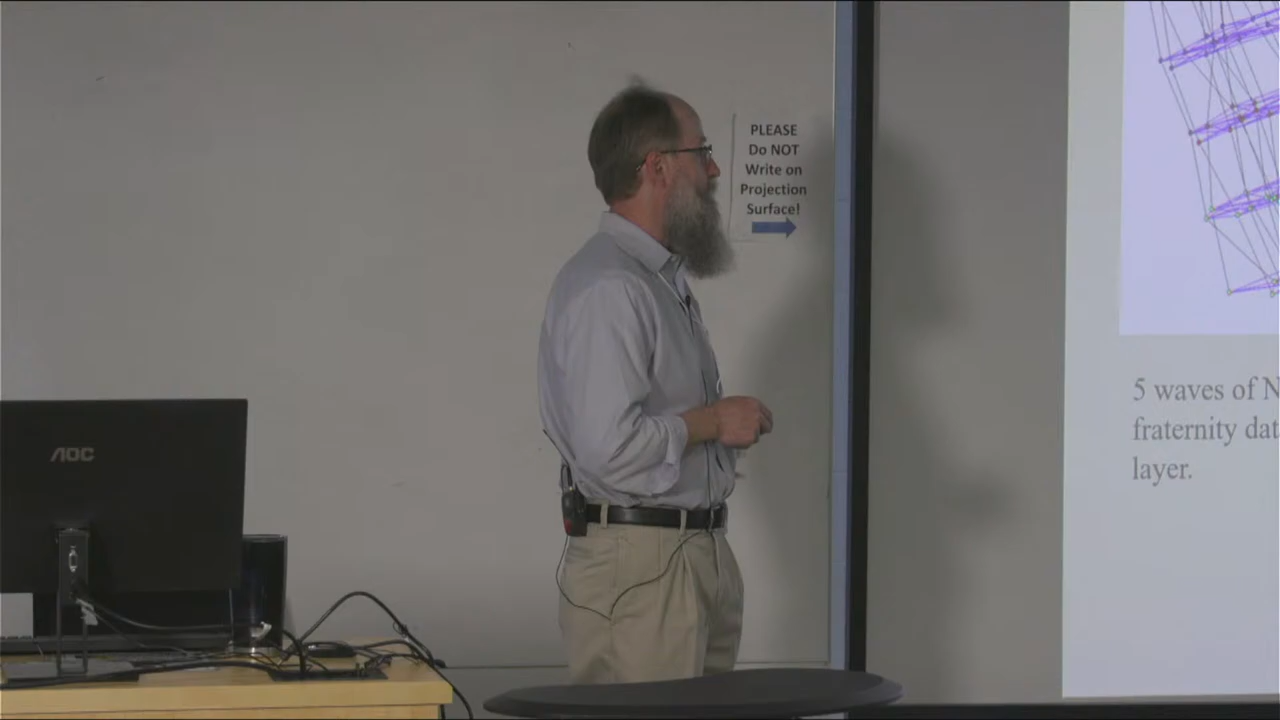 PLEASE
Do NOT
Write on
Projection
Surface!
5 waves of N
fraternity dat
layer.
AOC